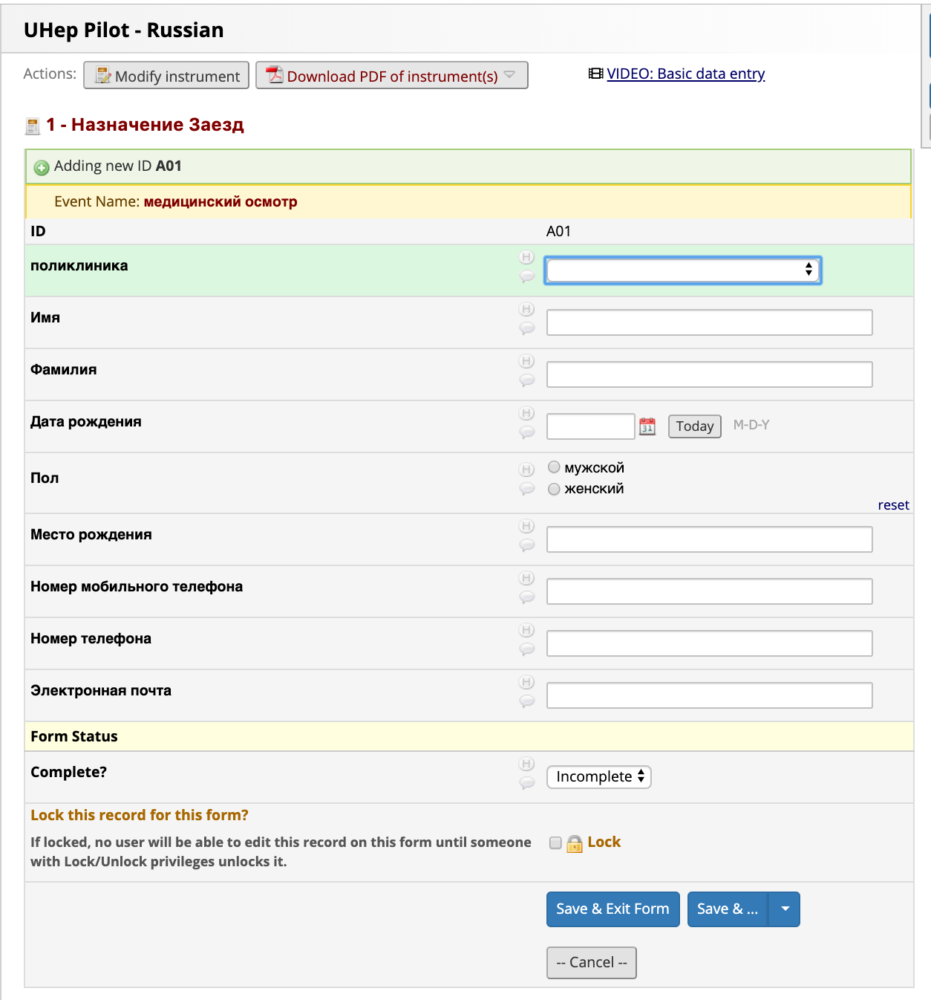 UHep Pilot - Russian
Actions: Modify instrument Download PDF of instrument(s) VIDEO: Basic data entry
1 - Назначение Заезд
Adding new ID A01
Event Name: медицинский осмотр
ID A01
поликлиника
H
Имя
H
Фамилия
H
Дата рождения
H
31 Today M-D-Y
Пол
H
мужской
женский
reset
Место рождения
H
Номер мобильного телефона
H
Номер телефона
H
Электронная почта
H
Form Status
Complete?
H
Incomplete
Lock this record for this form?
If locked, no user will be able to edit this record on this form until someone
with Lock/Unlock privileges unlocks it.
Lock
Save & Exit Form Save & ...
-- Cancel --